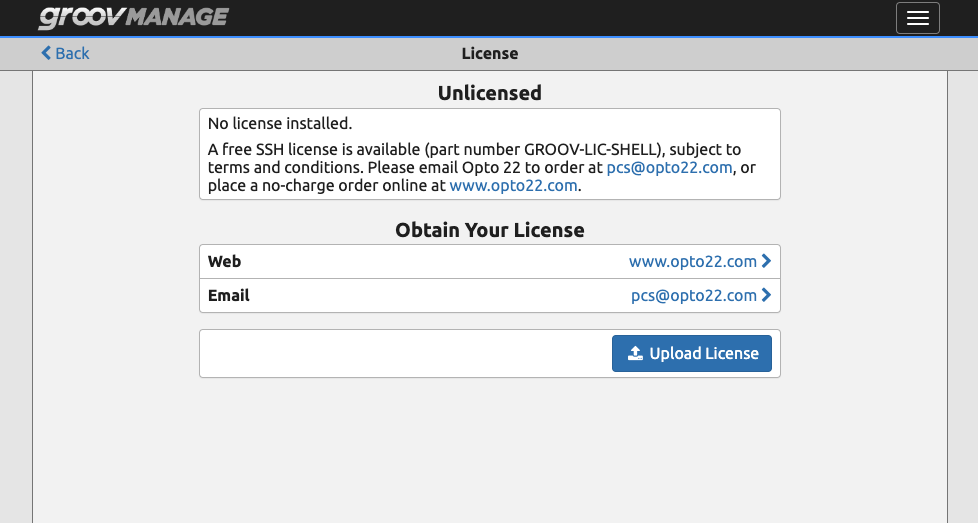 groovMANAGE
Back
License
Unlicensed
No license installed.
A free SSH license is available (part number GROOV-LIC-SHELL), subject to
terms and conditions. Please email Opto 22 to order at pcs@opto22.com, or
place a no-charge order online at www.opto22.com.
Obtain Your License
Web www.opto22.com
Email pcs@opto22.com
Upload License